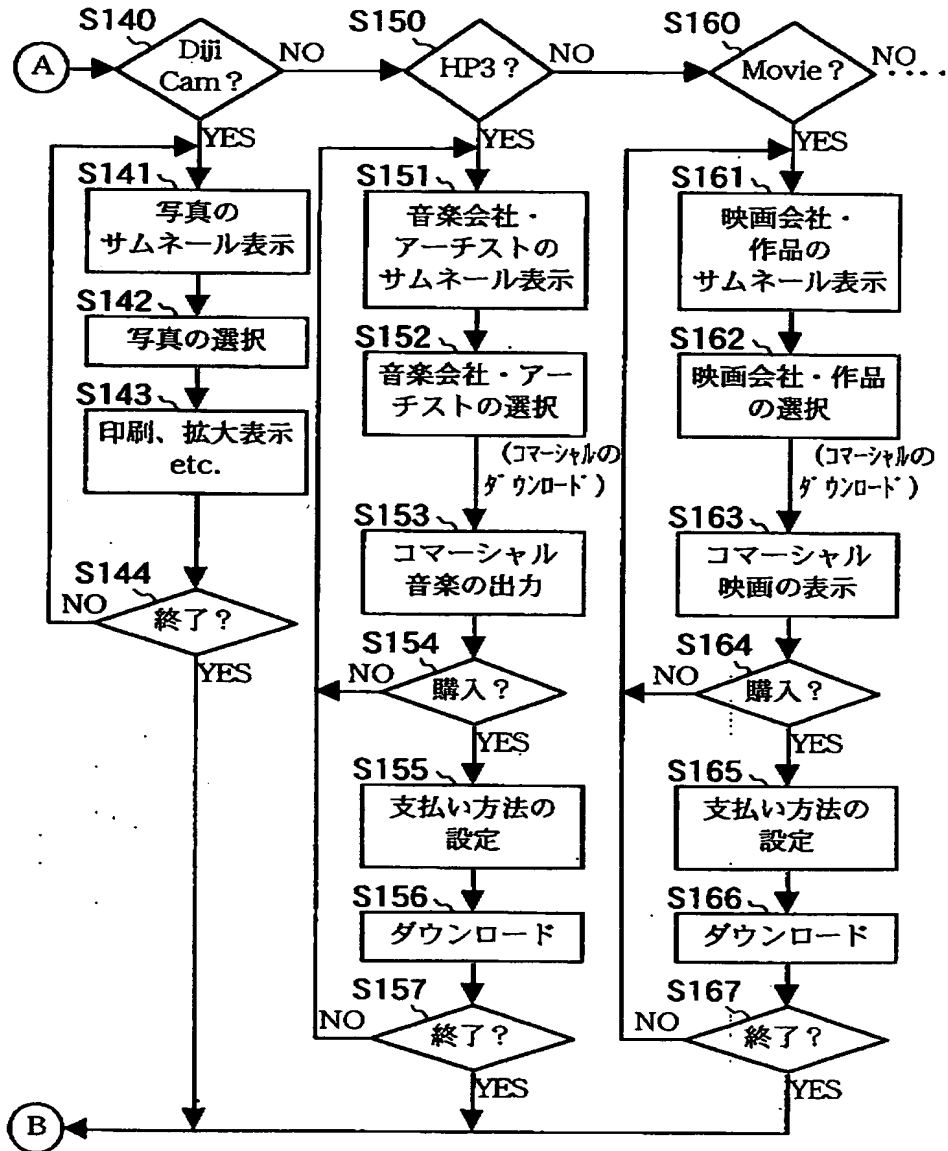 S140
S150
S160
A
Diji
Cam？
NO
HP3？
NO
Movie？
NO
YES
YES
YES
S141
写真の
サムネール表示
S142
写真の選択
S143
印刷、拡大表示
etc.
S144
NO
終了？
YES
S151
音楽会社・
アーチストの
サムネール表示
S152
音楽会社・アー
チストの選択
(コマーシャルの
ダウンロード)
S153
コマーシャル
音楽の出力
S154
NO
購入？
YES
S155
支払い方法の
設定
S156
ダウンロード
S157
NO
終了？
YES
S161
映画会社・
作品の
サムネール表示
S162
映画会社・作品
の選択
(コマーシャルの
ダウンロード)
S163
コマーシャル
映画の表示
S164
NO
購入？
YES
S165
支払い方法の
設定
S166
ダウンロード
S167
NO
終了？
YES
B